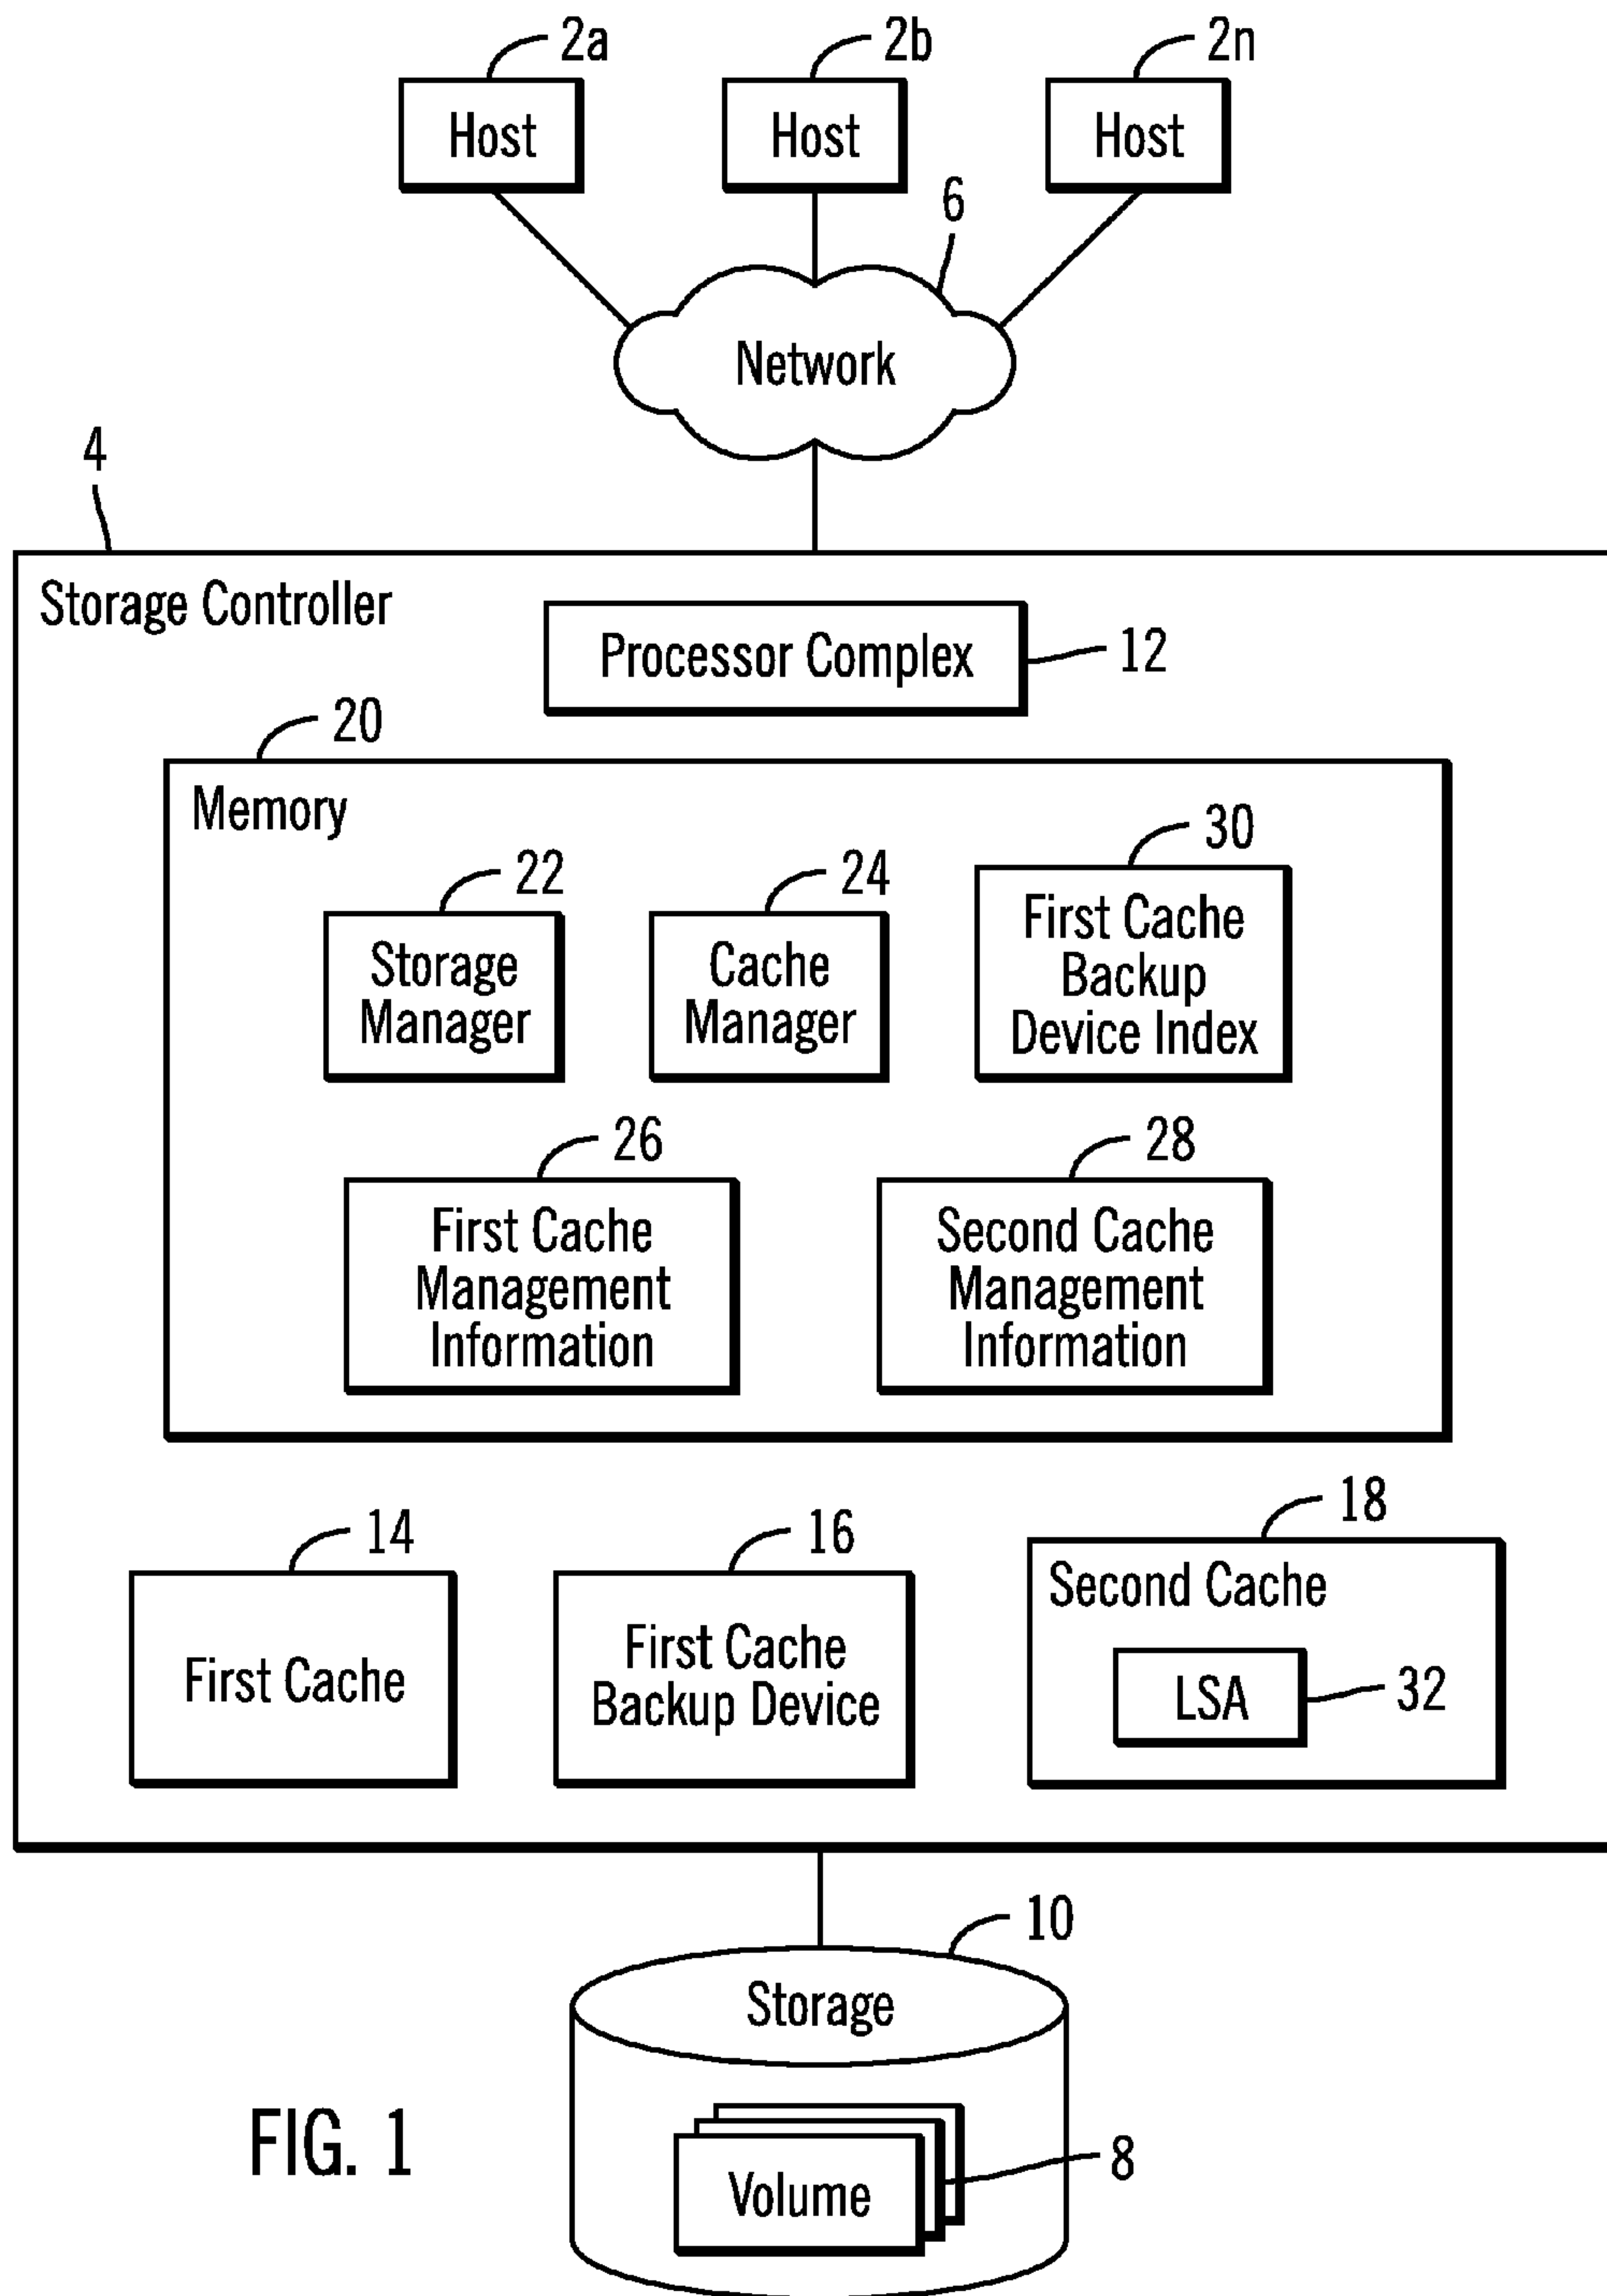 2a
2b
2n
Host
Host
Host
6
Network
4
Storage Controller
Processor Complex
12
20
Memory
22
24
30
Storage
Manager
Cache
Manager
First Cache
Backup
Device Index
26
28
First Cache
Management
Information
Second Cache
Management
Information
14
16
18
First Cache
First Cache
Backup Device
Second Cache
LSA
32
10
Storage
Volume
8
FIG. 1